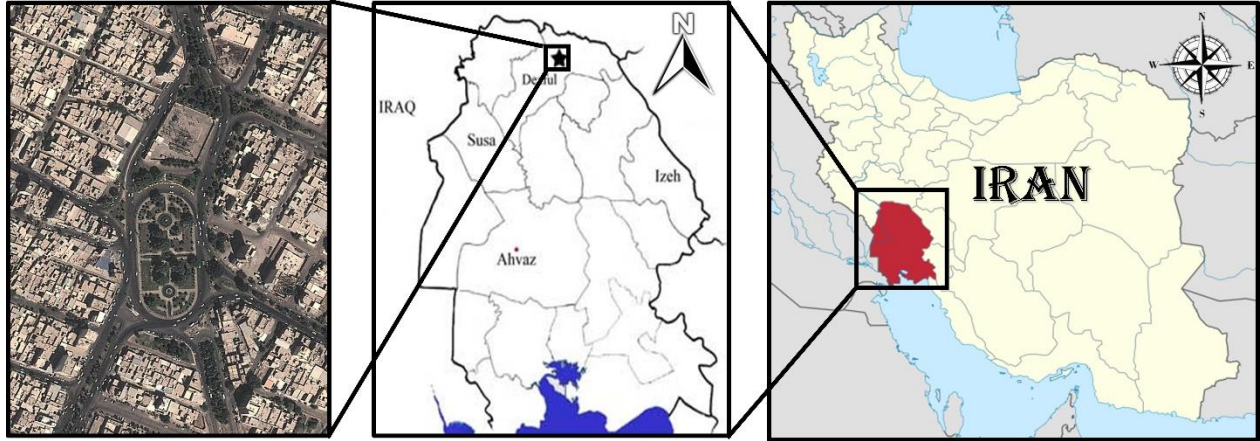 N
Dezful
IRAQ
Susa
Izeh
Ahvaz
N
W E
S
IRAN